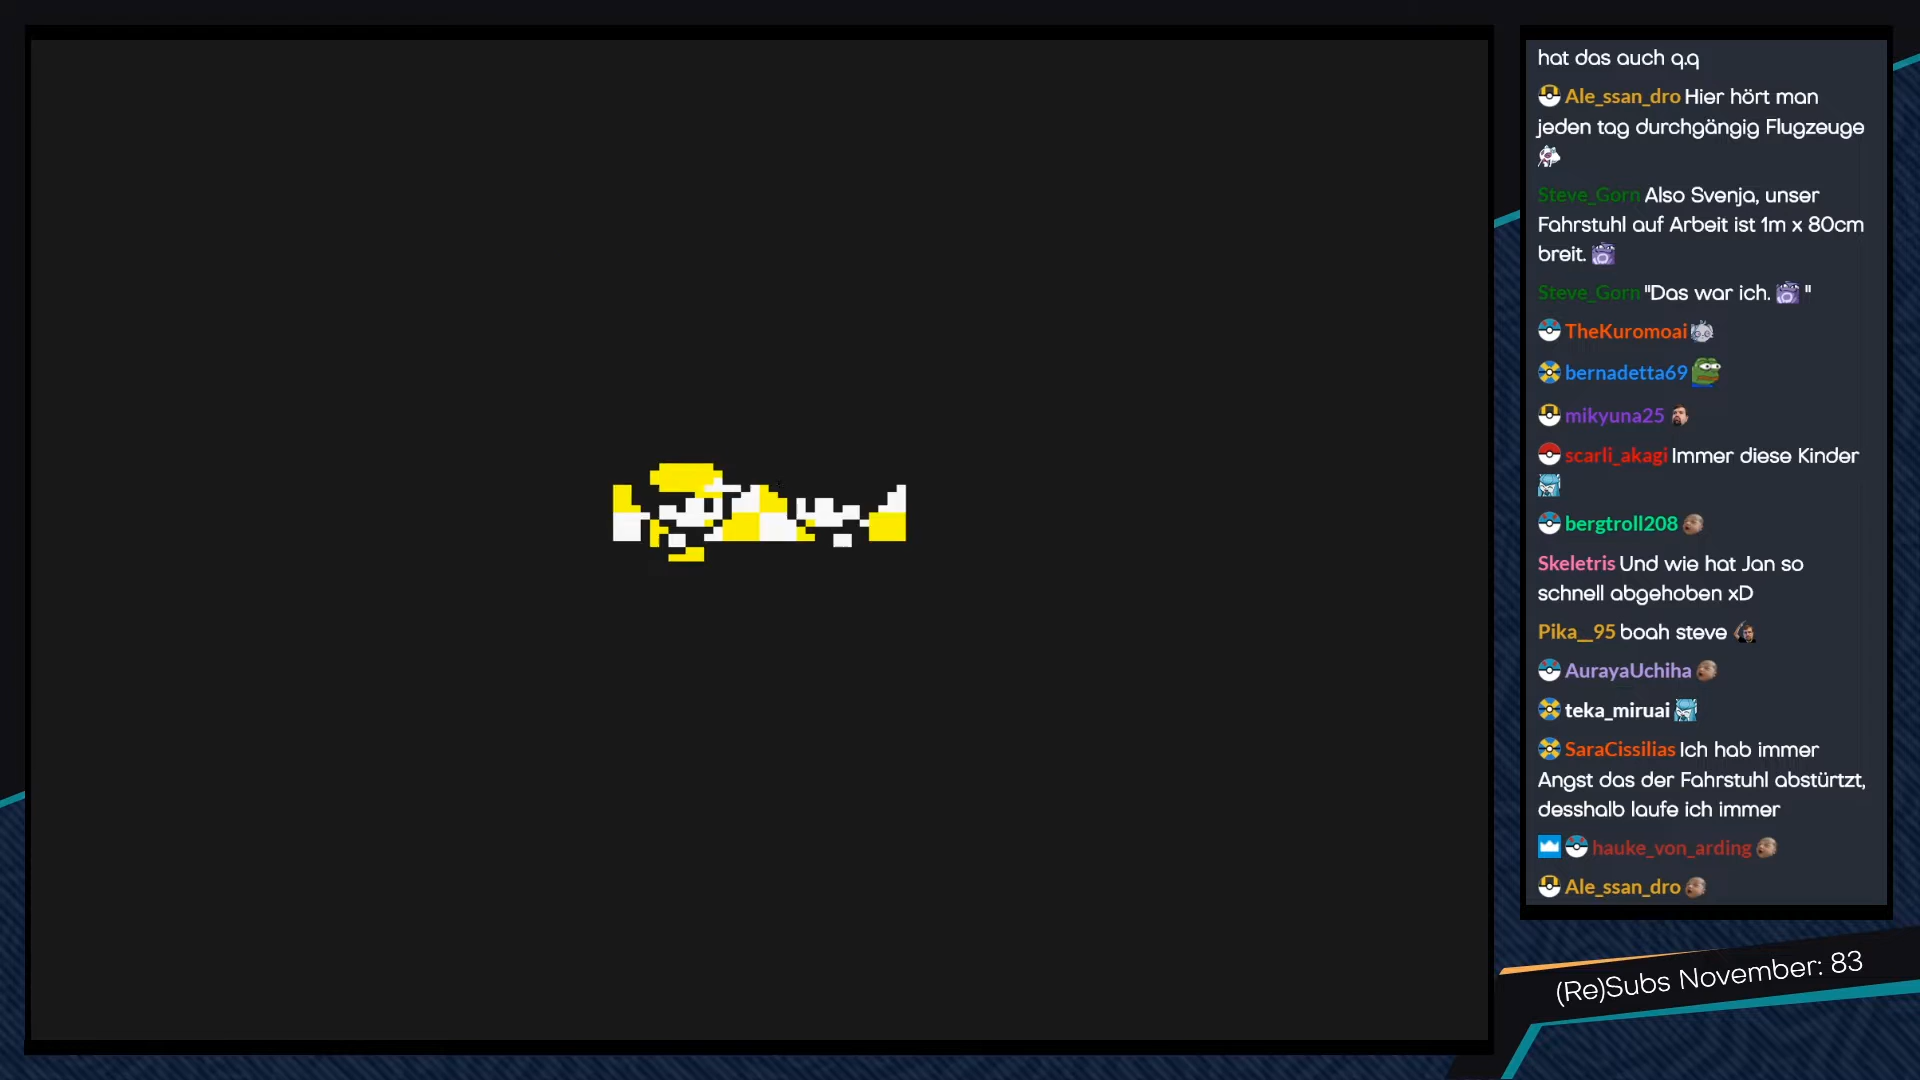 hat das auch q.q
Ale_ssan_dro Hier hört man
jeden tag durchgängig Flugzeuge
Steve_Gorn Also Svenja, unser
Fahrstuhl auf Arbeit ist 1m x 80cm
breit.
Steve_Gorn "Das war ich. "
TheKuromoai
bernadetta69
mikyuna25
scarli_akagi Immer diese Kinder
bergtroll208
Skeletris Und wie hat Jan so
schnell abgehoben xD
Pika__95 boah steve
AurayaUchiha
teka_miruai
SaraCissilias Ich hab immer
Angst das der Fahrstuhl abstürtzt,
desshalb laufe ich immer
hauke_von_arding
Ale_ssan_dro
(Re)Subs November: 83